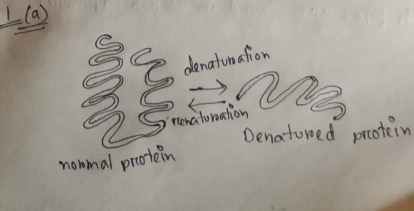 1 (a)
denaturation
renaturation
Denatured protein
normal protein